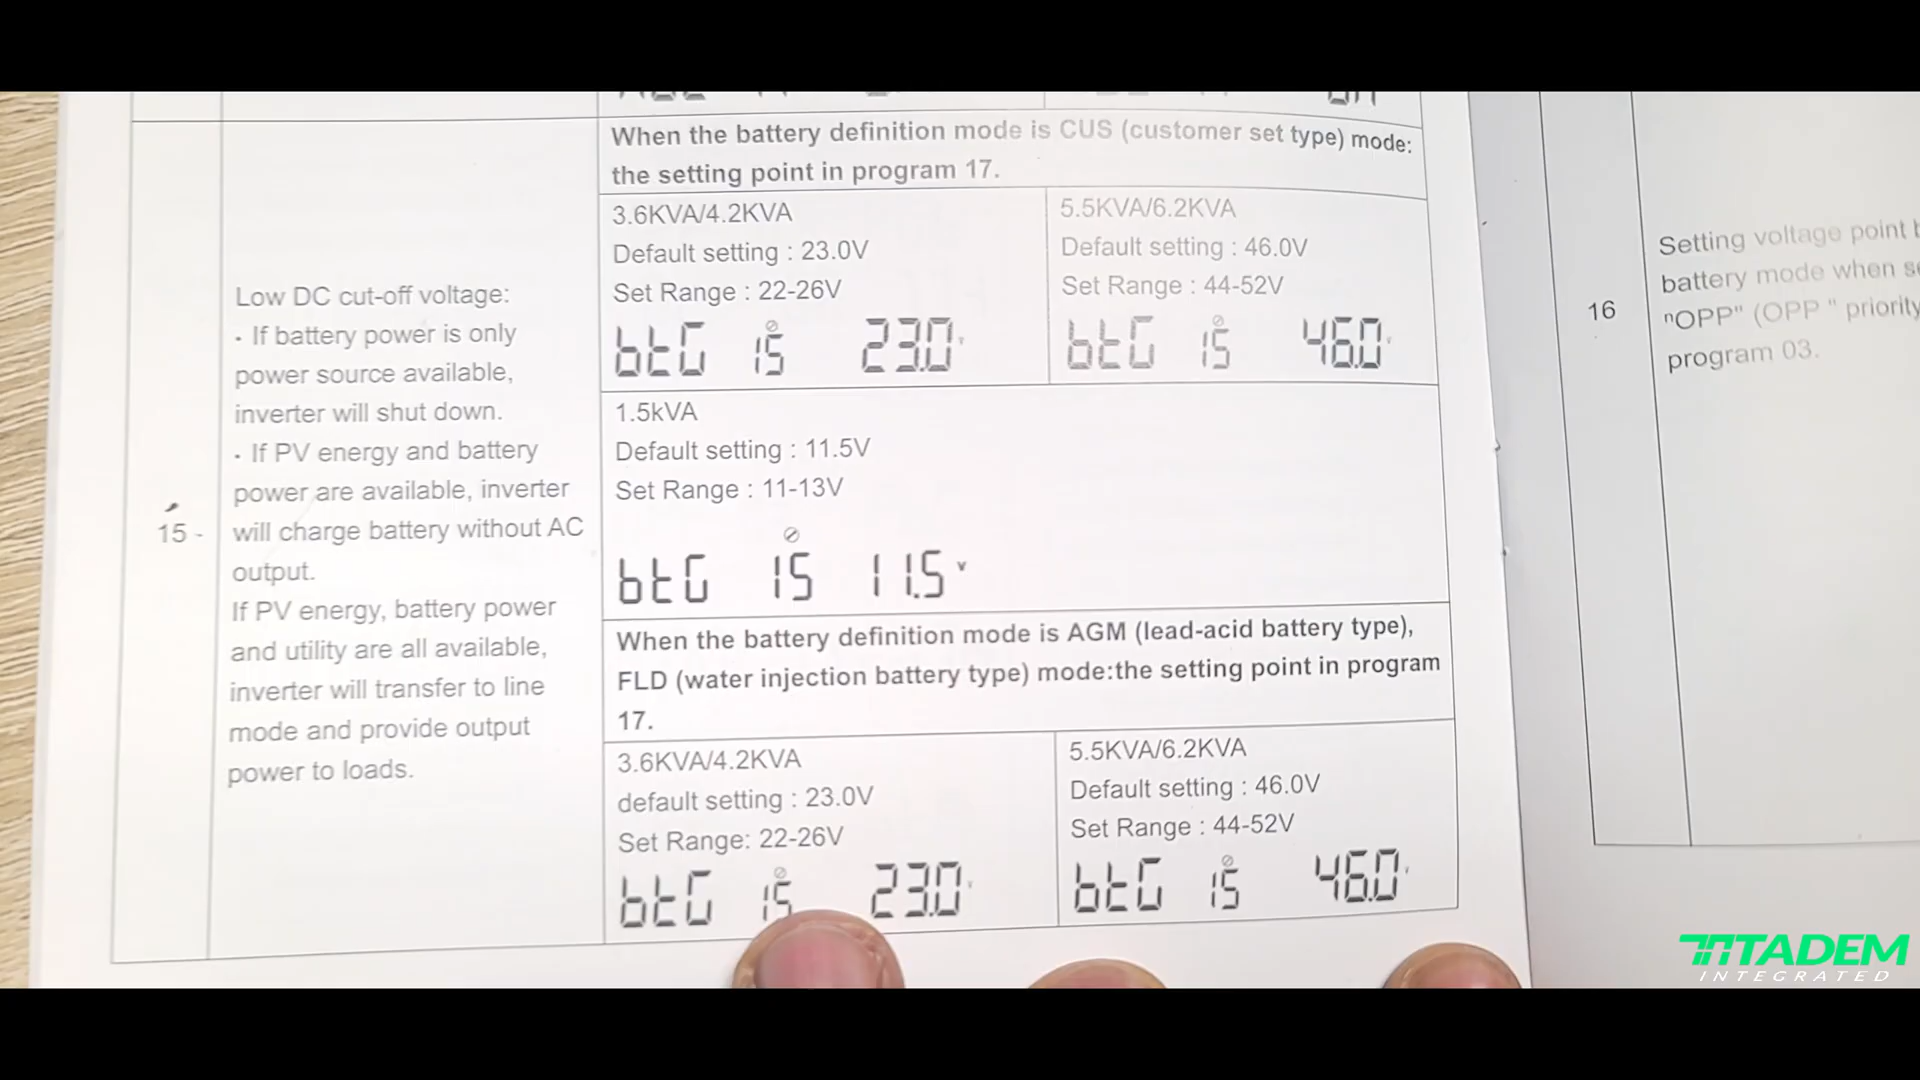 When the battery definition mode is CUS (customer set type) mode:
the setting point in program 17.
3.6KVA/4.2KVA
Default setting : 23.0V
Set Range : 22-26V
btG 15 23.0 v
5.5KVA/6.2KVA
Default setting : 46.0V
Set Range : 44-52V
btG 15 46.0 v
1.5kVA
Default setting : 11.5V
Set Range : 11-13V
btG 15 11.5 v
When the battery definition mode is AGM (lead-acid battery type),
FLD (water injection battery type) mode:the setting point in program
17.
3.6KVA/4.2KVA
default setting : 23.0V
Set Range: 22-26V
btG 15 23.0
5.5KVA/6.2KVA
Default setting : 46.0V
Set Range : 44-52V
btG 15 46.0
15 -
Low DC cut-off voltage:
· If battery power is only
power source available,
inverter will shut down.
· If PV energy and battery
power are available, inverter
will charge battery without AC
output.
If PV energy, battery power
and utility are all available,
inverter will transfer to line
mode and provide output
power to loads.
16
Setting voltage point
battery mode when
"OPP" (OPP " priority
program 03.
TADEM
INTEGRATED